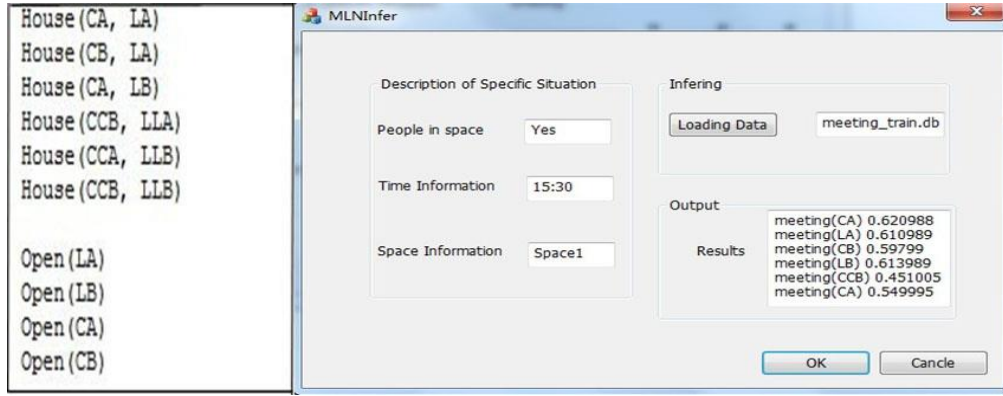 House(CA, LA)
House(CB, LA)
House(CA, LB)
House(CCB, LLA)
House(CCA, LLB)
House(CCB, LLB)
Open(LA)
Open(LB)
Open(CA)
Open(CB)
MLNInfer
Description of Specific Situation
People in space Yes
Time Information 15:30
Space Information Space1
Infering
Loading Data meeting_train.db
Output
Results
meeting(CA) 0.620988
meeting(LA) 0.610989
meeting(CB) 0.59799
meeting(LB) 0.613989
meeting(CCB) 0.451005
meeting(CA) 0.549995
OK Cancle